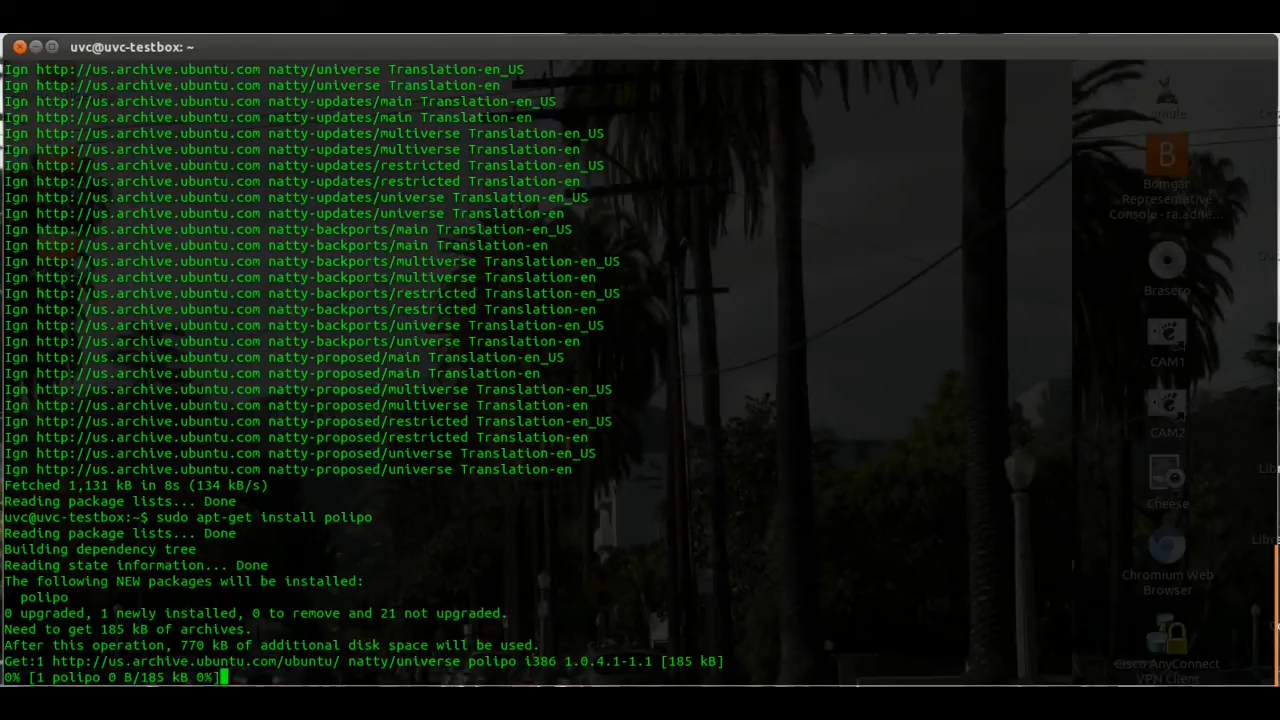 uvc@uvc-testbox: ~
Ign http://us.archive.ubuntu.com natty/universe Translation-en_US
Ign http://us.archive.ubuntu.com natty/universe Translation-en
Ign http://us.archive.ubuntu.com natty-updates/main Translation-en_US
Ign http://us.archive.ubuntu.com natty-updates/main Translation-en
Ign http://us.archive.ubuntu.com natty-updates/multiverse Translation-en_US
Ign http://us.archive.ubuntu.com natty-updates/multiverse Translation-en
Ign http://us.archive.ubuntu.com natty-updates/restricted Translation-en_US
Ign http://us.archive.ubuntu.com natty-updates/restricted Translation-en
Ign http://us.archive.ubuntu.com natty-updates/universe Translation-en_US
Ign http://us.archive.ubuntu.com natty-updates/universe Translation-en
Ign http://us.archive.ubuntu.com natty-backports/main Translation-en_US
Ign http://us.archive.ubuntu.com natty-backports/main Translation-en
Ign http://us.archive.ubuntu.com natty-backports/multiverse Translation-en_US
Ign http://us.archive.ubuntu.com natty-backports/multiverse Translation-en
Ign http://us.archive.ubuntu.com natty-backports/restricted Translation-en_US
Ign http://us.archive.ubuntu.com natty-backports/restricted Translation-en
Ign http://us.archive.ubuntu.com natty-backports/universe Translation-en_US
Ign http://us.archive.ubuntu.com natty-backports/universe Translation-en
Ign http://us.archive.ubuntu.com natty-proposed/main Translation-en_US
Ign http://us.archive.ubuntu.com natty-proposed/main Translation-en
Ign http://us.archive.ubuntu.com natty-proposed/multiverse Translation-en_US
Ign http://us.archive.ubuntu.com natty-proposed/multiverse Translation-en
Ign http://us.archive.ubuntu.com natty-proposed/restricted Translation-en_US
Ign http://us.archive.ubuntu.com natty-proposed/restricted Translation-en
Ign http://us.archive.ubuntu.com natty-proposed/universe Translation-en_US
Ign http://us.archive.ubuntu.com natty-proposed/universe Translation-en
Fetched 1,131 kB in 8s (134 kB/s)
Reading package lists... Done
uvc@uvc-testbox:~$ sudo apt-get install polipo
Reading package lists... Done
Building dependency tree
Reading state information... Done
The following NEW packages will be installed:
polipo
0 upgraded, 1 newly installed, 0 to remove and 21 not upgraded.
Need to get 185 kB of archives.
After this operation, 770 kB of additional disk space will be used.
Get:1 http://us.archive.ubuntu.com/ubuntu/ natty/universe polipo i386 1.0.4.1-1.1 [185 kB]
0% [1 polipo 0 B/185 kB 0%]
amule
B
Bomgar
Representative
Console -ra.adne...
Brasero
CAM1
CAM2
Cheese
Chromium Web
Browser
Cisco AnyConnect
VPN Client